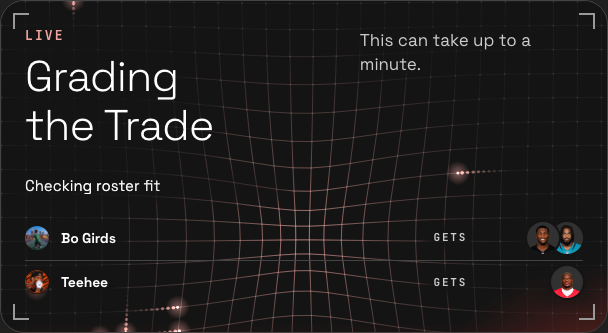 LIVE
Grading
the Trade
This can take up to a
minute.
Checking roster fit
Bo Girds GETS
Teehee GETS